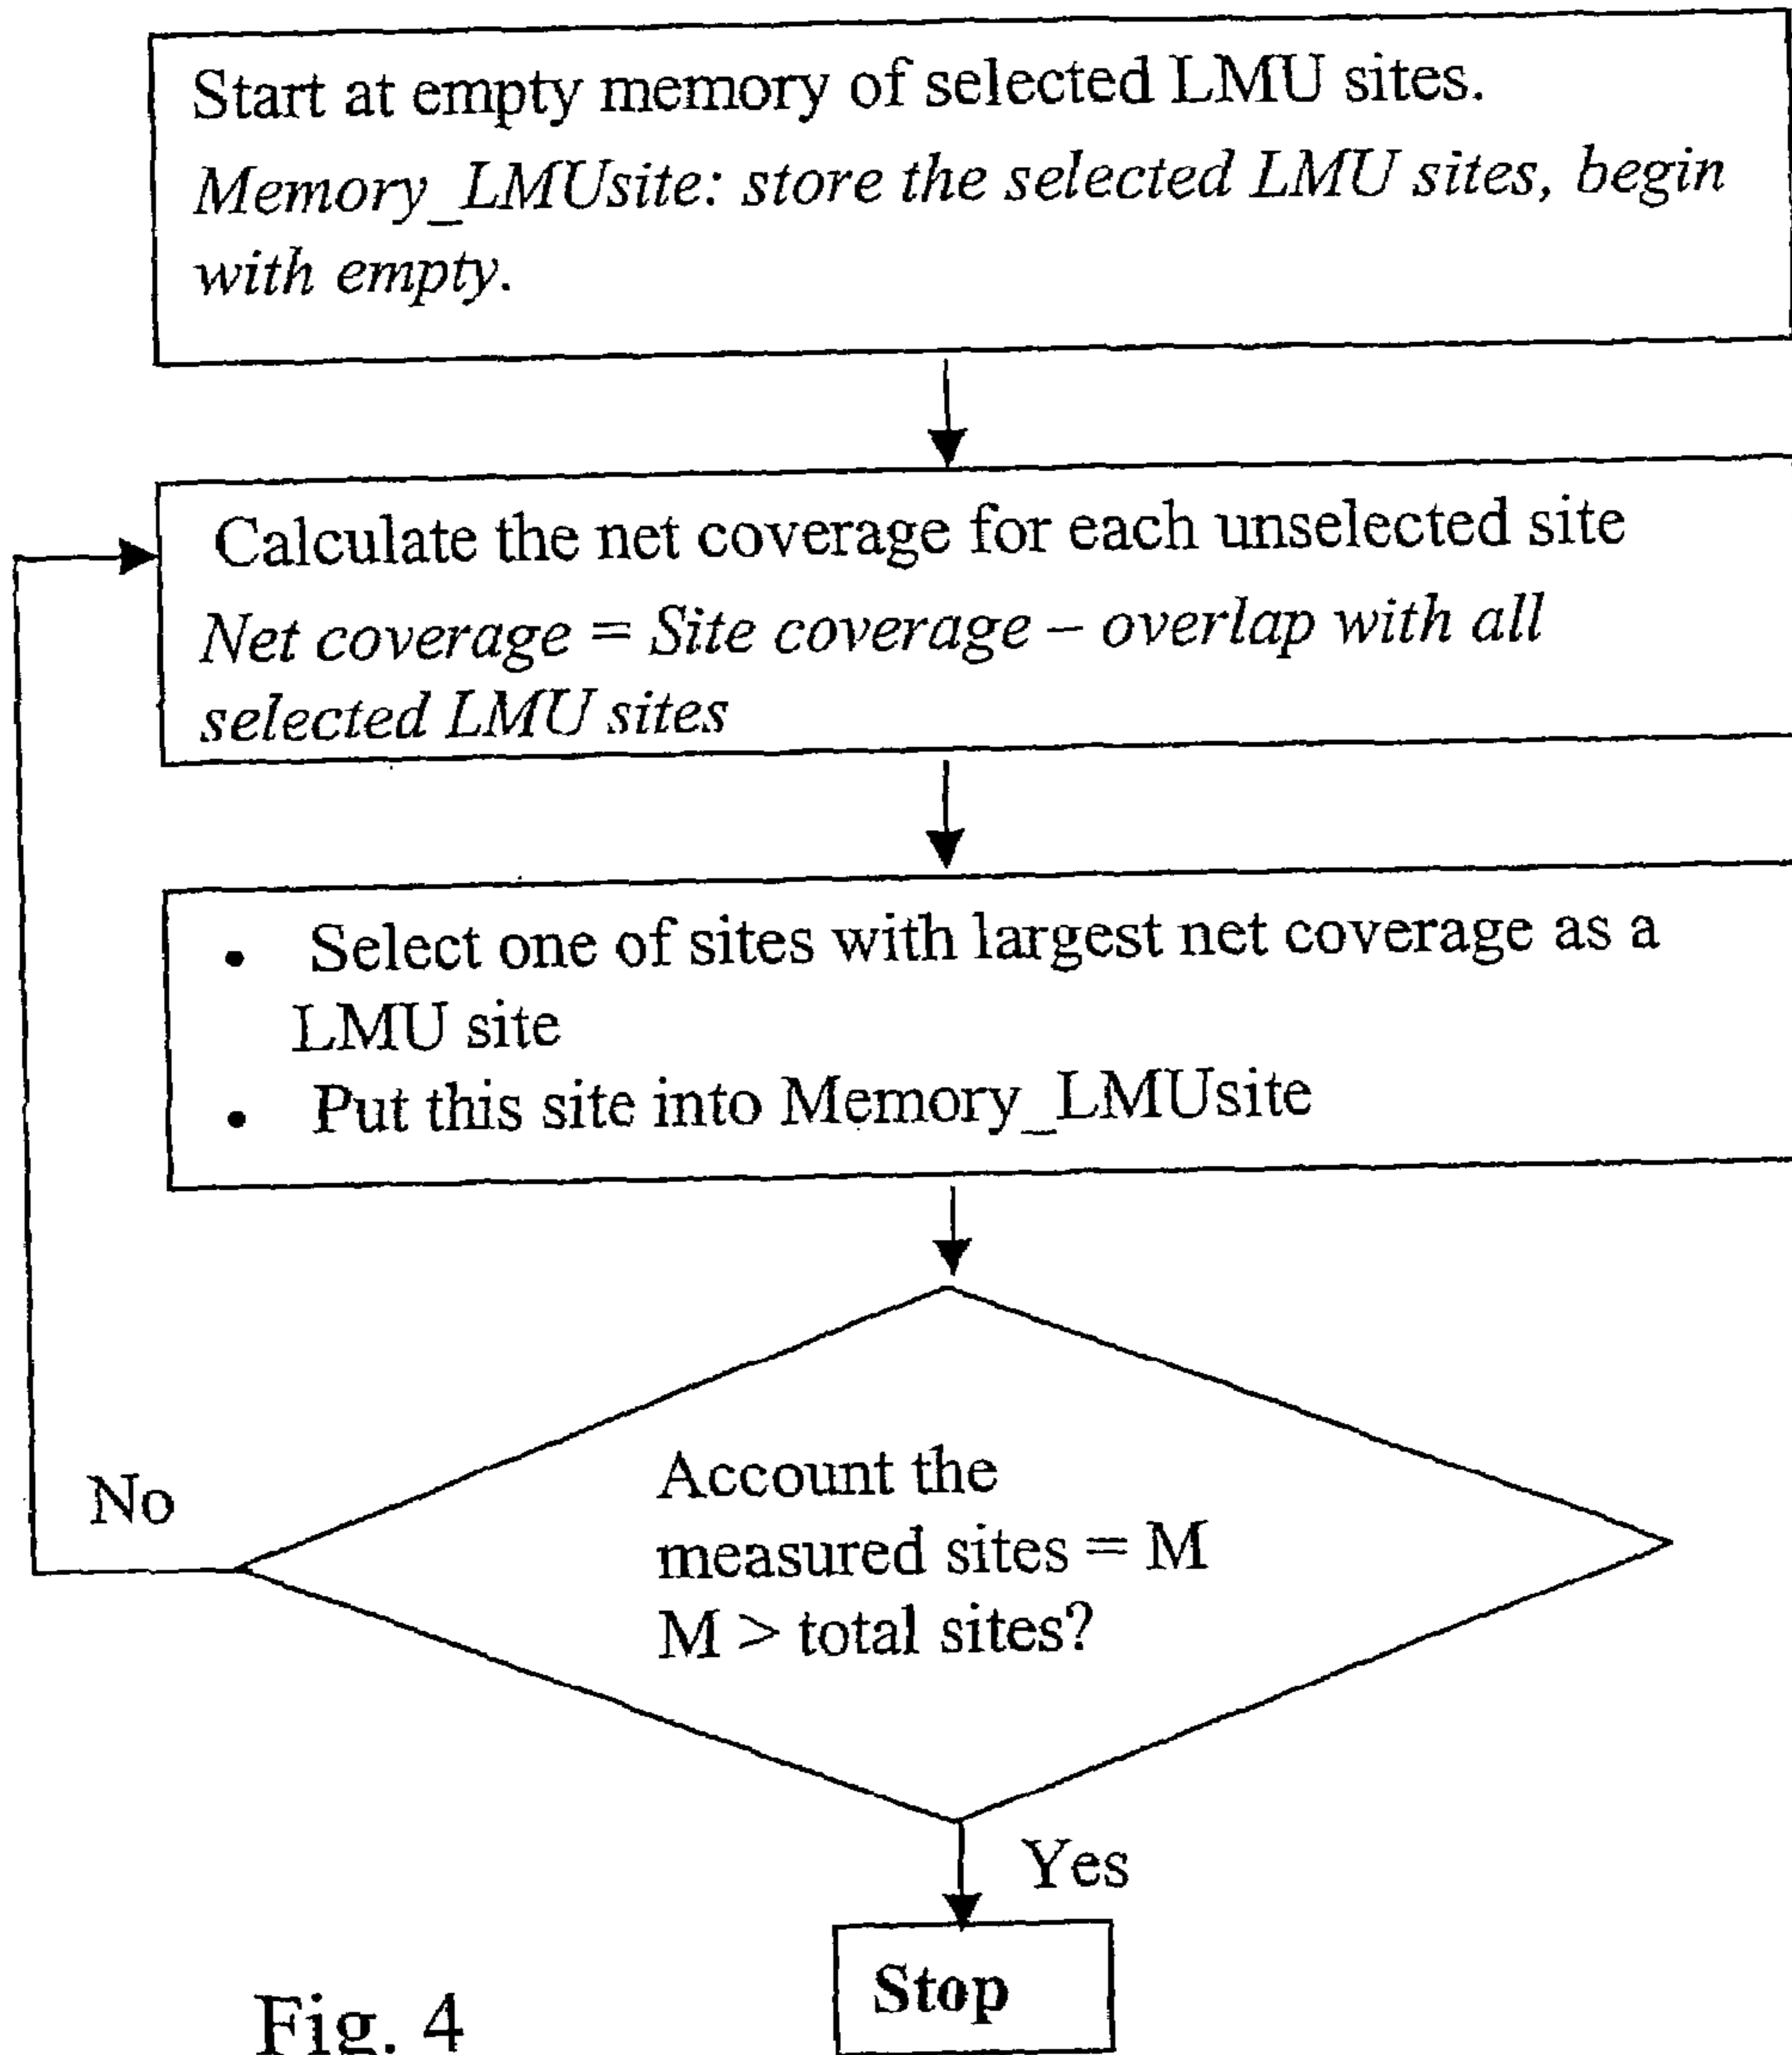 Start at empty memory of selected LMU sites.
Memory_LMUsite: store the selected LMU sites, begin
with empty.
Calculate the net coverage for each unselected site
Net coverage = Site coverage – overlap with all
selected LMU sites
• Select one of sites with largest net coverage as a
LMU site
• Put this site into Memory_LMUsite
Account the
measured sites = M
M > total sites?
No
Yes
Stop
Fig. 4